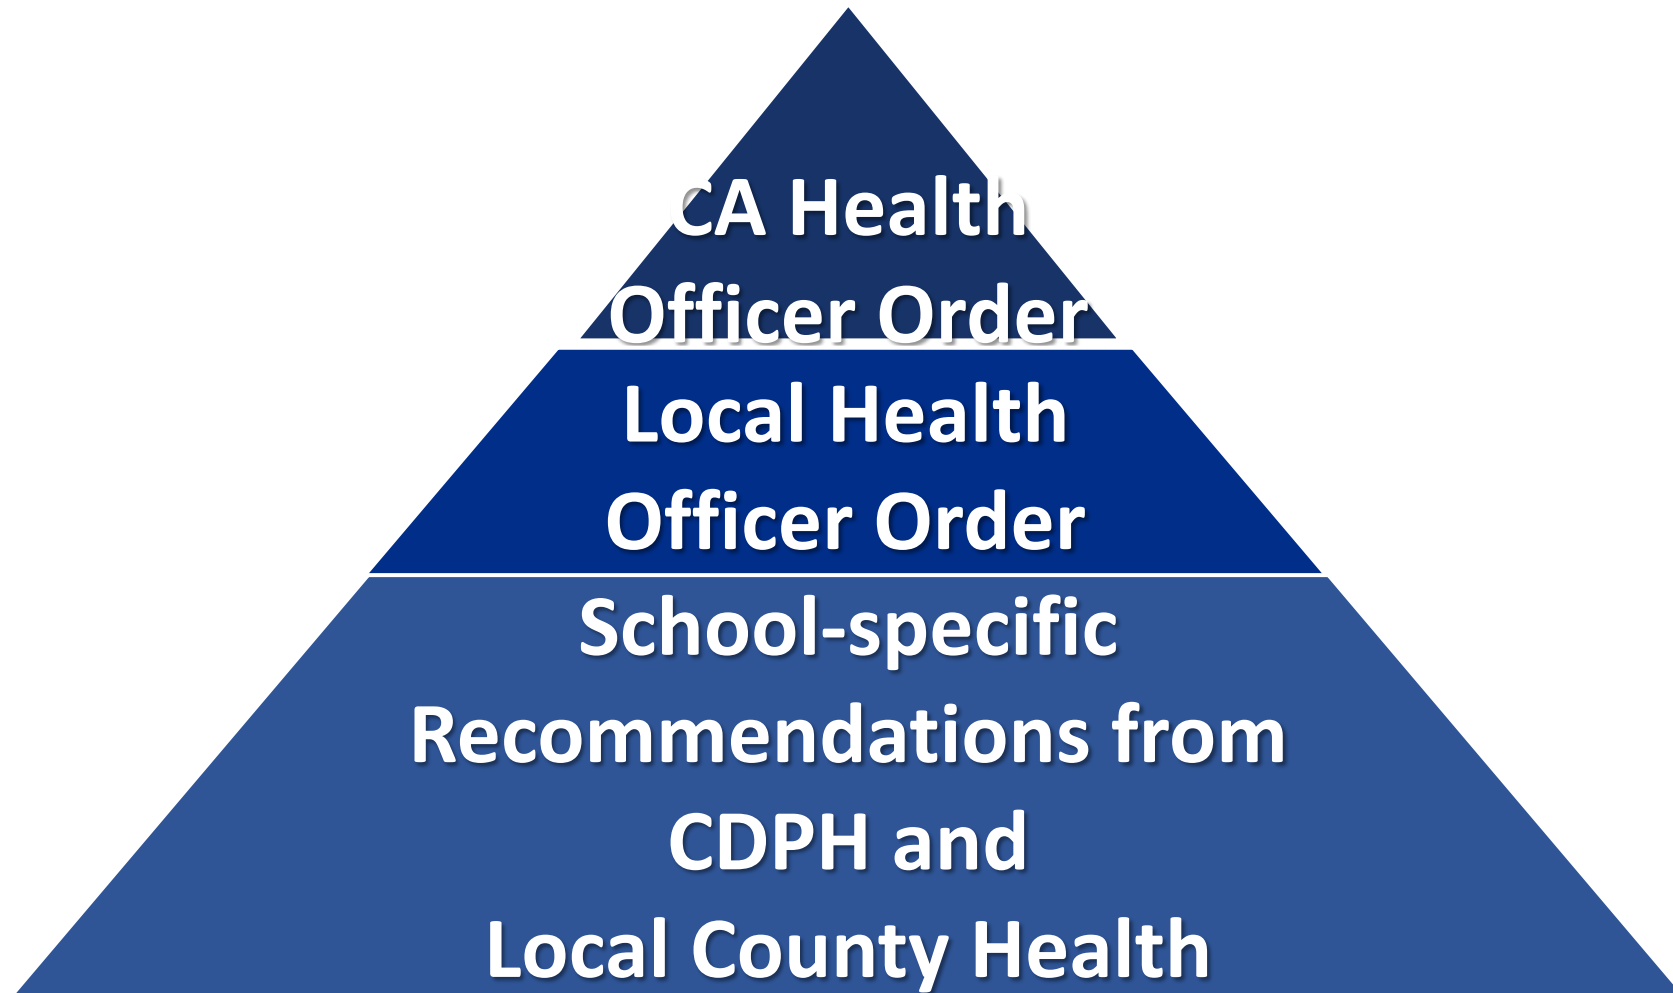 CA Health
Officer Order
Local Health
Officer Order
School-specific
Recommendations from
CDPH and
Local County Health